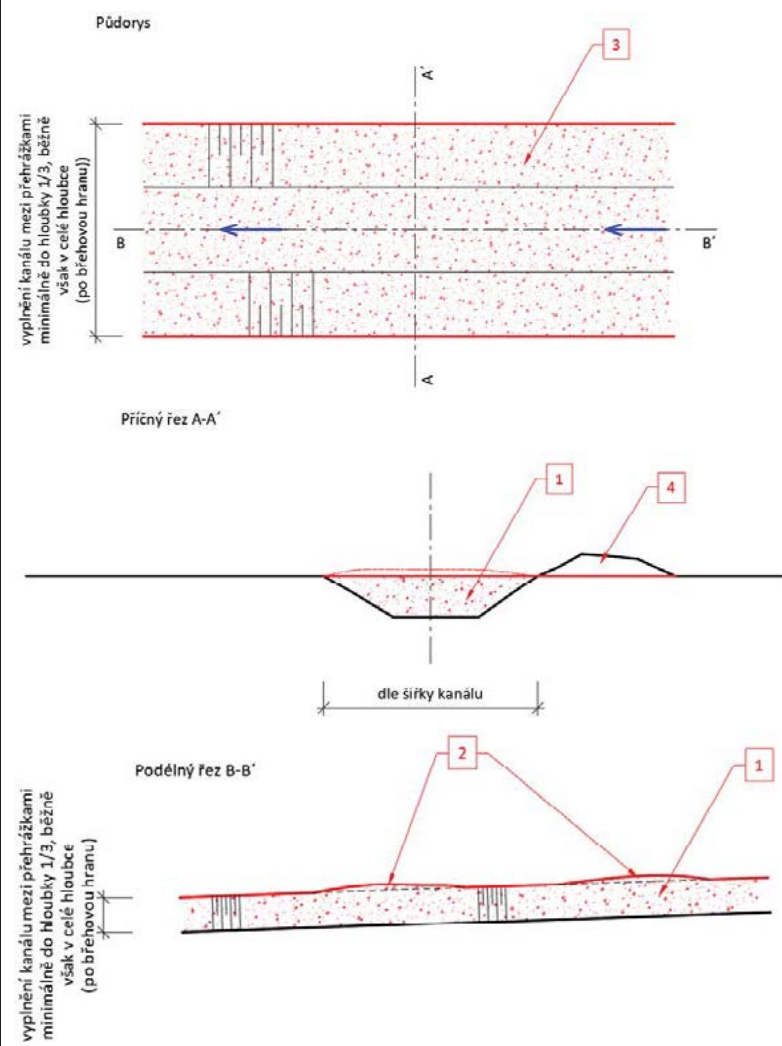 Půdorys
3
A´
vyplnění kanálu mezi přehrážkami
minimálně do hloubky 1/3, běžně
však v celé hloubce
(po břehovou hranu))
B
B´
A
Příčný řez A-A´
1
4
dle šířky kanálu
Podélný řez B-B´
2
1
vyplnění kanálu mezi přehrážkami
minimálně do hloubky 1/3, běžně
však v celé hloubce
(po břehovou hranu)